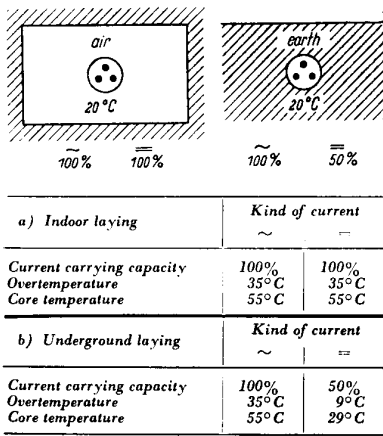 air earth
20°C 20°C
~ = ~ =
100% 100% 100% 50%
a) Indoor laying Kind of current
~ =
Current carrying capacity 100% 100%
Overtemperature 35°C 35°C
Core temperature 55°C 55°C
b) Underground laying Kind of current
~ =
Current carrying capacity 100% 50%
Overtemperature 35°C 9°C
Core temperature 55°C 29°C